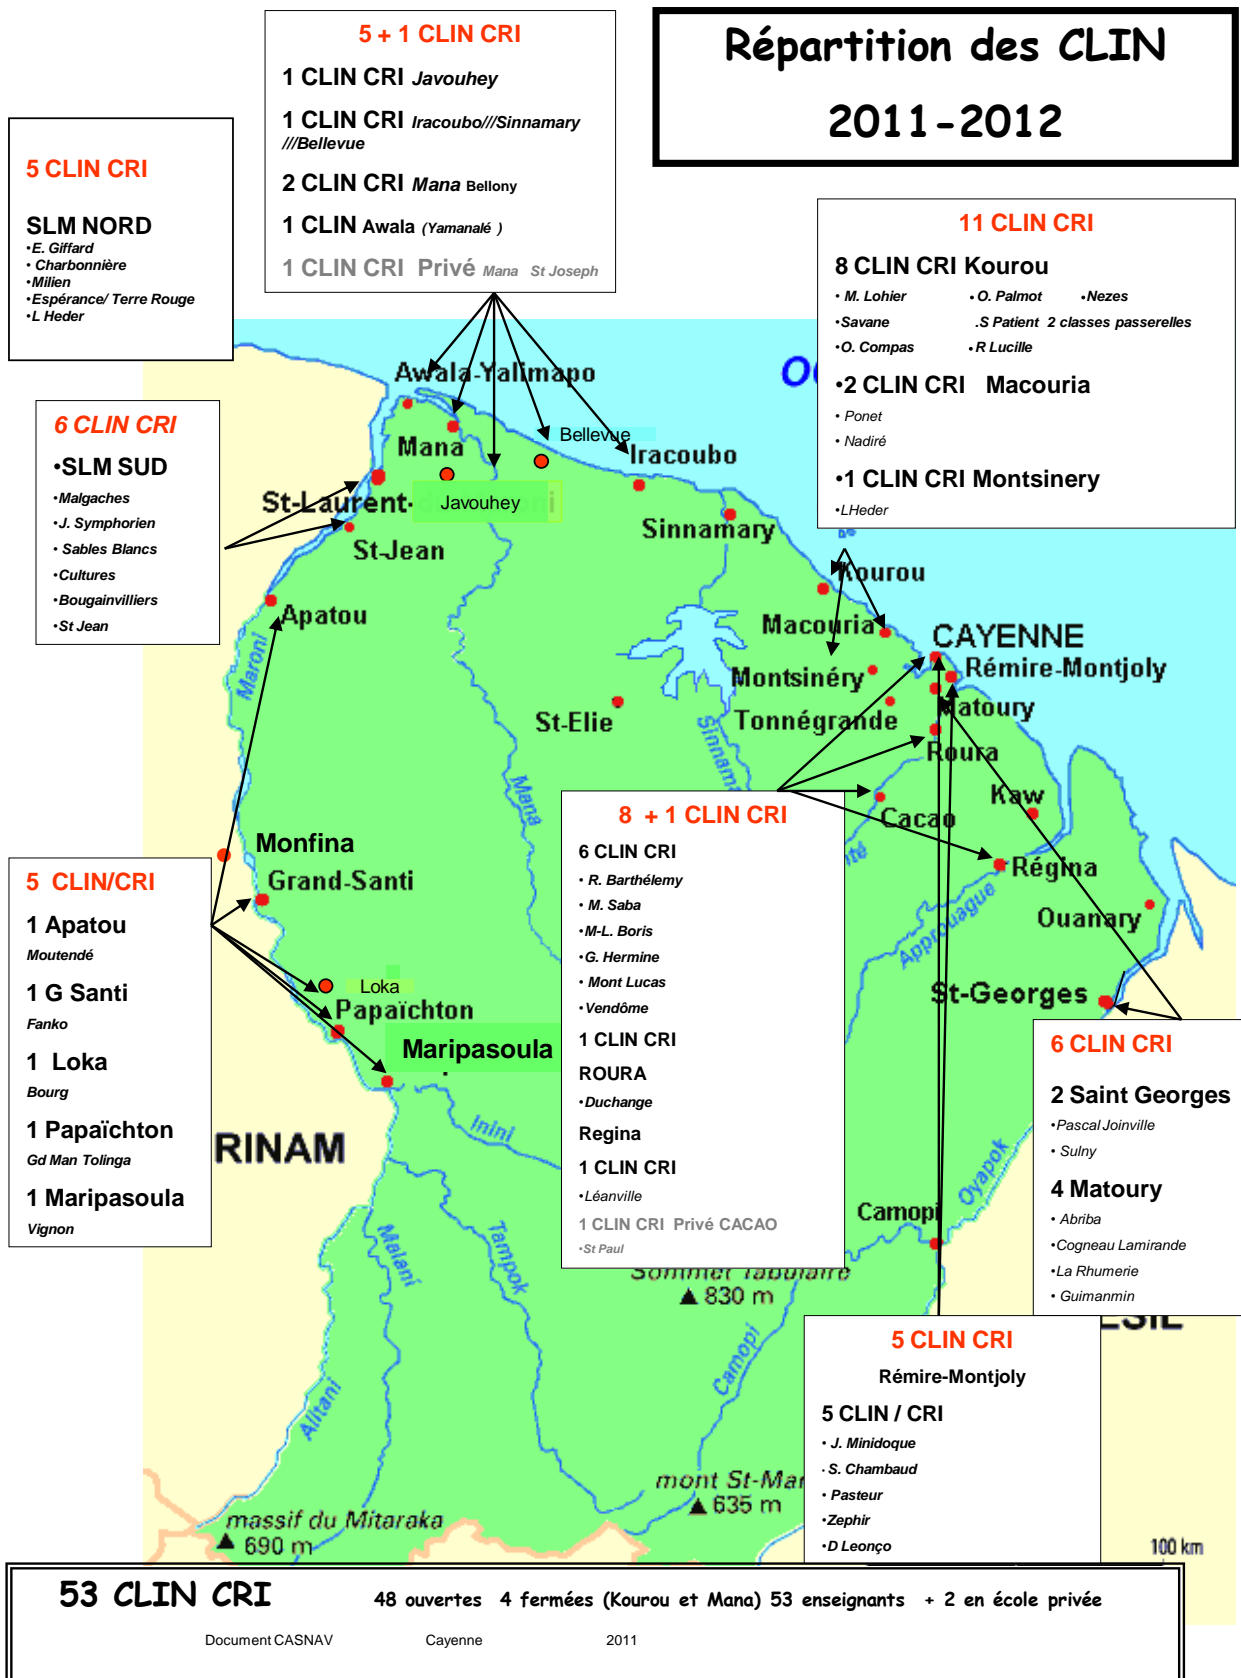 Répartition des CLIN
2011-2012
5 + 1 CLIN CRI
1 CLIN CRI Javouhey
1 CLIN CRI Iracoubo///Sinnamary
///Bellevue
2 CLIN CRI Mana Bellony
1 CLIN Awala (Yamanalé )
1 CLIN CRI Privé Mana St Joseph
5 CLIN CRI
SLM NORD
•E. Giffard
• Charbonnière
•Milien
•Espérance/ Terre Rouge
•L Heder
11 CLIN CRI
8 CLIN CRI Kourou
• M. Lohier • O. Palmot •Nezes
•Savane .S Patient 2 classes passerelles
•O. Compas •R Lucille
•2 CLIN CRI Macouria
• Ponet
• Nadiré
•1 CLIN CRI Montsinery
•LHeder
6 CLIN CRI
•SLM SUD
•Malgaches
•J. Symphorien
• Sables Blancs
•Cultures
•Bougainvilliers
•St Jean
Awala-Yalimapo
Mana
Bellevue
Iracoubo
St-Laurent-
Javouhey
Sinnamary
St-Jean
Kourou
Apatou
Macouria
CAYENNE
Maroni
Montsinéry
Rémire-Montjoly
St-Elie
Tonnégrande
Matoury
Sinnama
Roura
Mana
Cacao
Kaw
Monfina
Grand-Santi
Régina
Approuague
Ouanary
Loka
Papaïchton
St-Georges
Maripasoula
Inini
RINAM
Oyapok
Camopi
Malani
Tampok
Sommet Tabulaire
830 m
Camopi
Alitani
mont St-Mar
635 m
massif du Mitaraka
690 m
100 km
5 CLIN/CRI
1 Apatou
Moutendé
1 G Santi
Fanko
1 Loka
Bourg
1 Papaïchton
Gd Man Tolinga
1 Maripasoula
Vignon
8 + 1 CLIN CRI
6 CLIN CRI
• R. Barthélemy
• M. Saba
•M-L. Boris
•G. Hermine
• Mont Lucas
•Vendôme
1 CLIN CRI
ROURA
•Duchange
Regina
1 CLIN CRI
•Léanville
1 CLIN CRI Privé CACAO
•St Paul
6 CLIN CRI
2 Saint Georges
•Pascal Joinville
• Sulny
4 Matoury
• Abriba
•Cogneau Lamirande
•La Rhumerie
• Guimanmin
5 CLIN CRI
Rémire-Montjoly
5 CLIN / CRI
• J. Minidoque
• S. Chambaud
• Pasteur
•Zephir
•D Leonço
53 CLIN CRI 48 ouvertes 4 fermées (Kourou et Mana) 53 enseignants + 2 en école privée
Document CASNAV Cayenne 2011